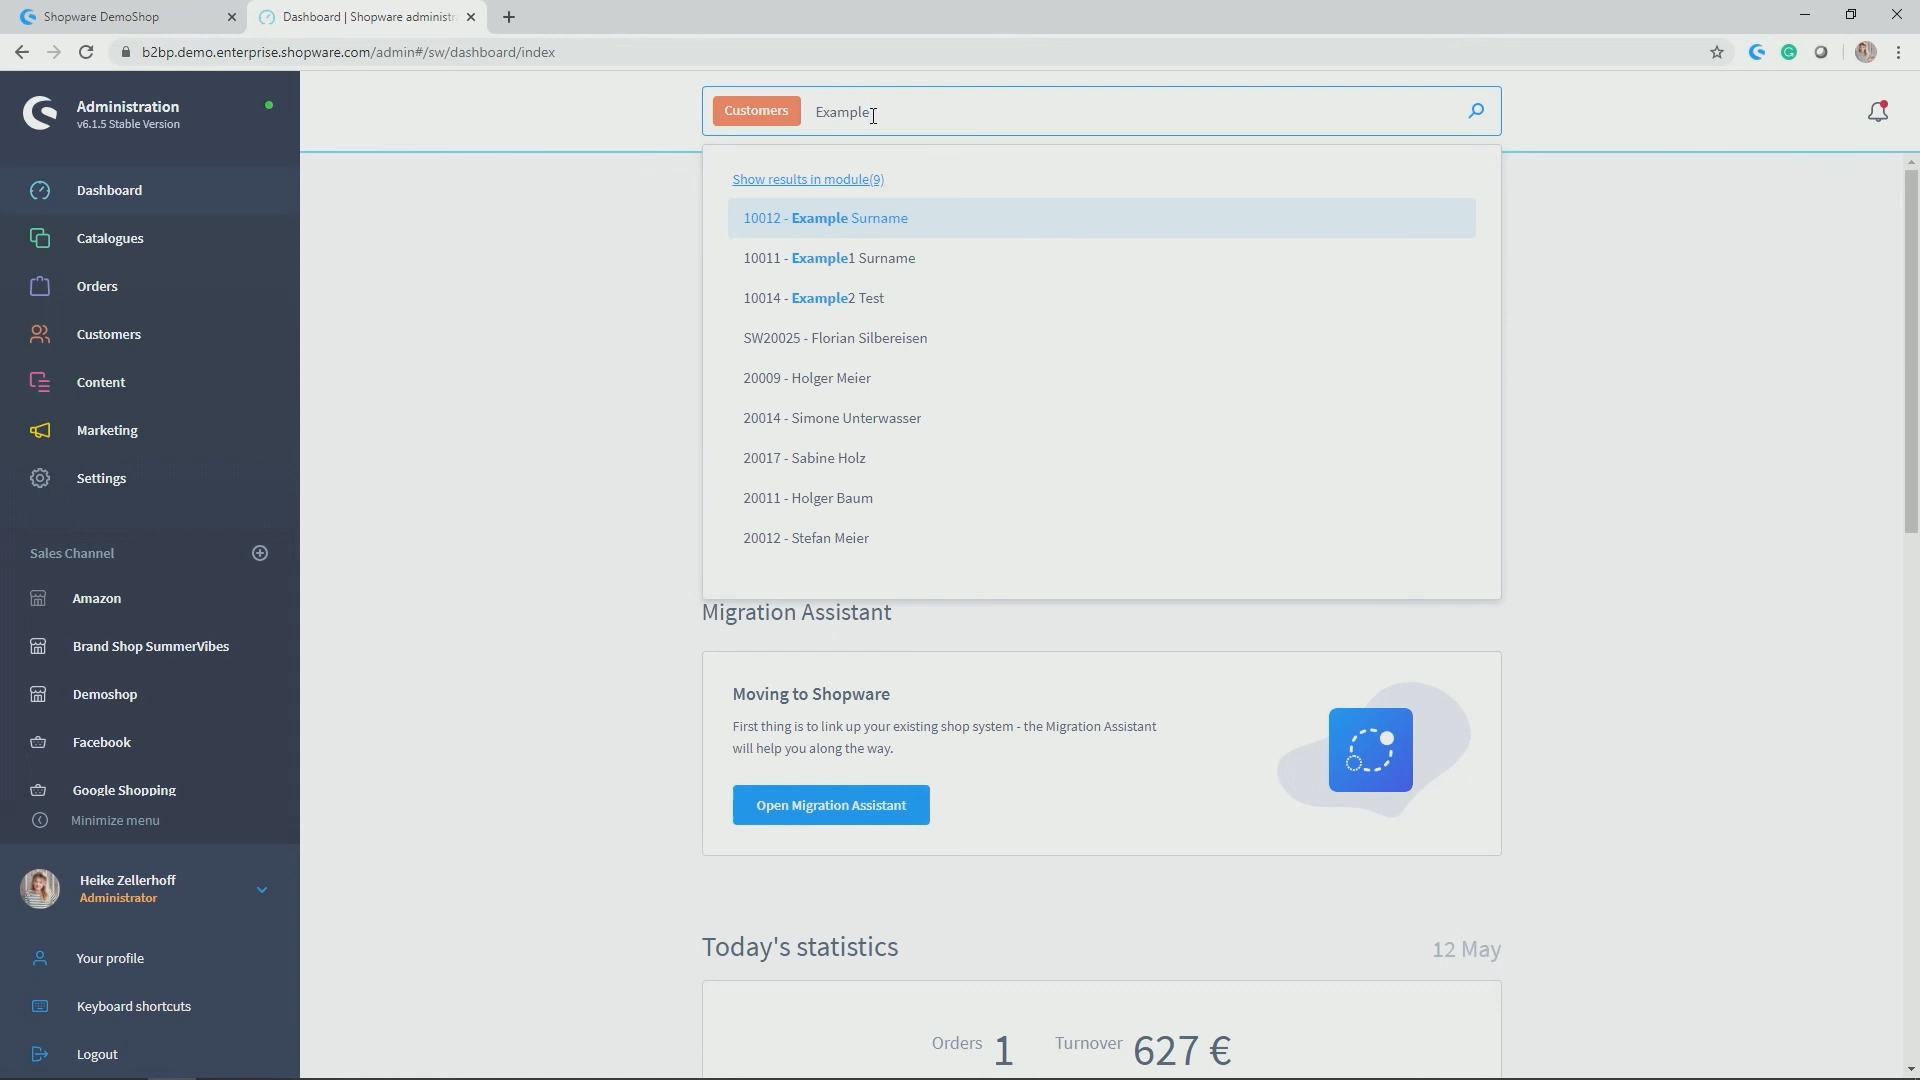 Shopware DemoShop
Dashboard | Shopware administr
b2bp.demo.enterprise.shopware.com/admin#/sw/dashboard/index
Administration
v6.1.5 Stable Version
Dashboard
Catalogues
Orders
Customers
Content
Marketing
Settings
Sales Channel
Amazon
Brand Shop SummerVibes
Demoshop
Facebook
Google Shopping
Minimize menu
Heike Zellerhoff
Administrator
Your profile
Keyboard shortcuts
Logout
Customers Example
Show results in module(9)
10012 - Example Surname
10011 - Example1 Surname
10014 - Example2 Test
SW20025 - Florian Silbereisen
20009 - Holger Meier
20014 - Simone Unterwasser
20017 - Sabine Holz
20011 - Holger Baum
20012 - Stefan Meier
Migration Assistant
Moving to Shopware
First thing is to link up your existing shop system - the Migration Assistant
will help you along the way.
Open Migration Assistant
Today's statistics
12 May
Orders 1 Turnover 627 €